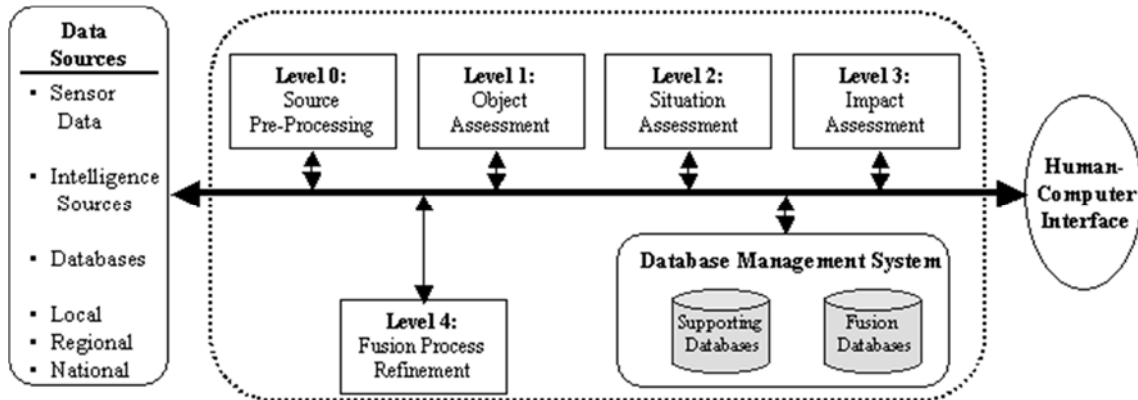 Data
Sources
▪ Sensor
Data
▪ Intelligence
Sources
▪ Databases
▪ Local
▪ Regional
▪ National
Level 0:
Source
Pre-Processing
Level 1:
Object
Assessment
Level 2:
Situation
Assessment
Level 3:
Impact
Assessment
Human-
Computer
Interface
Level 4:
Fusion Process
Refinement
Database Management System
Supporting
Databases
Fusion
Databases